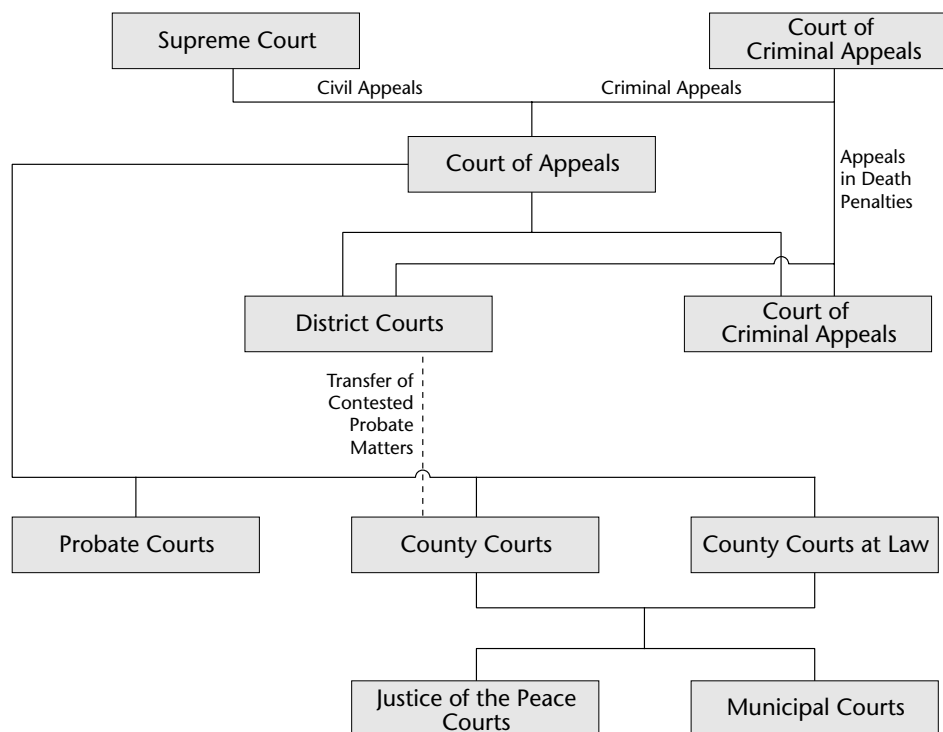 Supreme Court
Court of
Criminal Appeals
Civil Appeals
Criminal Appeals
Court of Appeals
Appeals
in Death
Penalties
District Courts
Court of
Criminal Appeals
Transfer of
Contested
Probate
Matters
Probate Courts
County Courts
County Courts at Law
Justice of the Peace
Courts
Municipal Courts